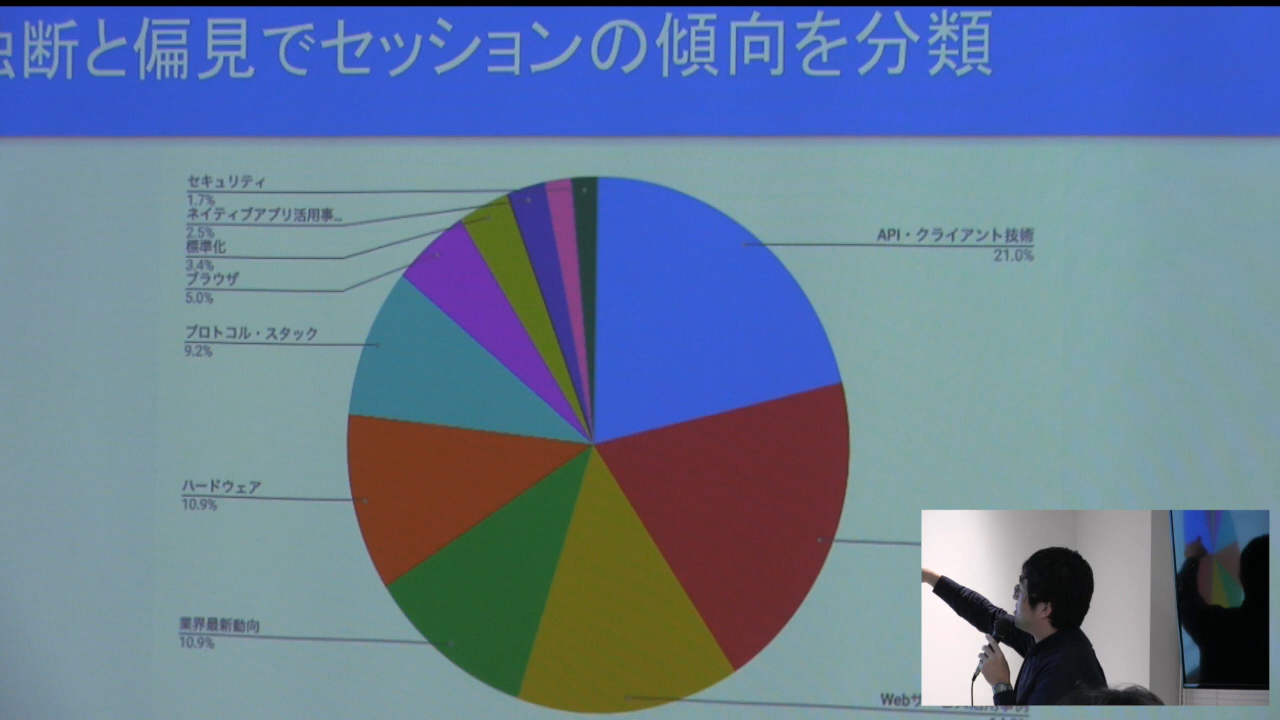 断と偏見でセッションの傾向を分類
セキュリティ
1.7%
ネイティブアプリ活用事…
2.5%
標準化
3.4%
ブラウザ
5.0%
プロトコル・スタック
9.2%
ハードウェア
10.9%
業界最新動向
10.9%
API・クライアント技術
21.0%
Webサ